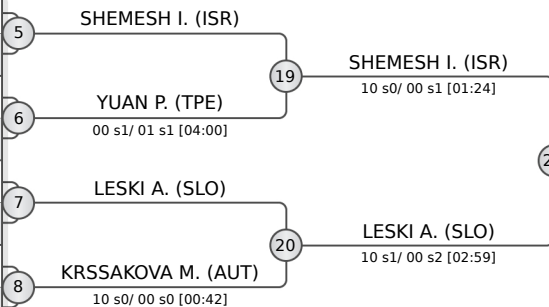 5
SHEMESH I. (ISR)
19
SHEMESH I. (ISR)
10 s0/ 00 s1 [01:24]
6
YUAN P. (TPE)
00 s1/ 01 s1 [04:00]
7
LESKI A. (SLO)
20
LESKI A. (SLO)
10 s1/ 00 s2 [02:59]
8
KRSSAKOVA M. (AUT)
10 s0/ 00 s0 [00:42]